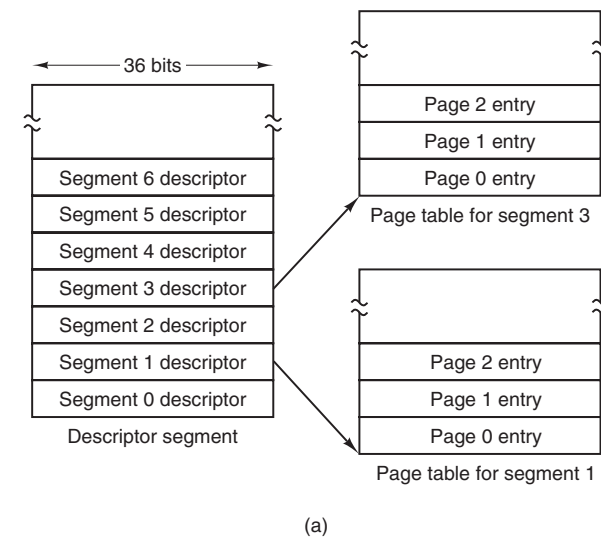 36 bits
Segment 6 descriptor
Segment 5 descriptor
Segment 4 descriptor
Segment 3 descriptor
Segment 2 descriptor
Segment 1 descriptor
Segment 0 descriptor
Descriptor segment
Page 2 entry
Page 1 entry
Page 0 entry
Page table for segment 3
Page 2 entry
Page 1 entry
Page 0 entry
Page table for segment 1
(a)